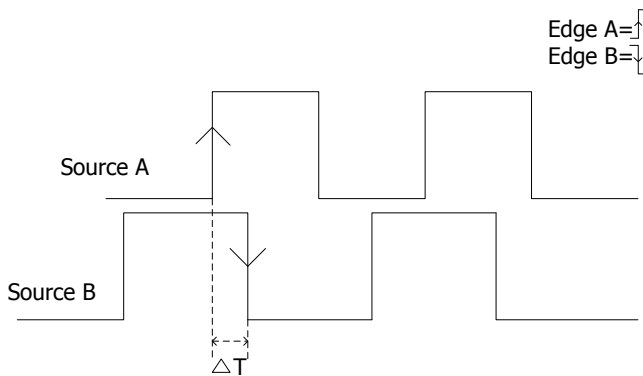 Edge A=
Edge B=
Source A
Source B
△T